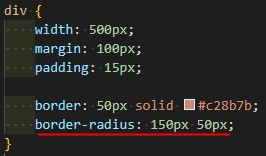 div {
width: 500px;
margin: 100px;
padding: 15px;
border: 50px solid #c28b7b;
border-radius: 150px 50px;
}